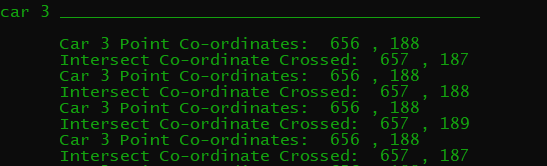 car 3 __________________________________________
Car 3 Point Co-ordinates:  656 , 188
Intersect Co-ordinate Crossed:  657 , 187
Car 3 Point Co-ordinates:  656 , 188
Intersect Co-ordinate Crossed:  657 , 188
Car 3 Point Co-ordinates:  656 , 188
Intersect Co-ordinate Crossed:  657 , 189
Car 3 Point Co-ordinates:  656 , 188
Intersect Co-ordinate Crossed:  657 , 187